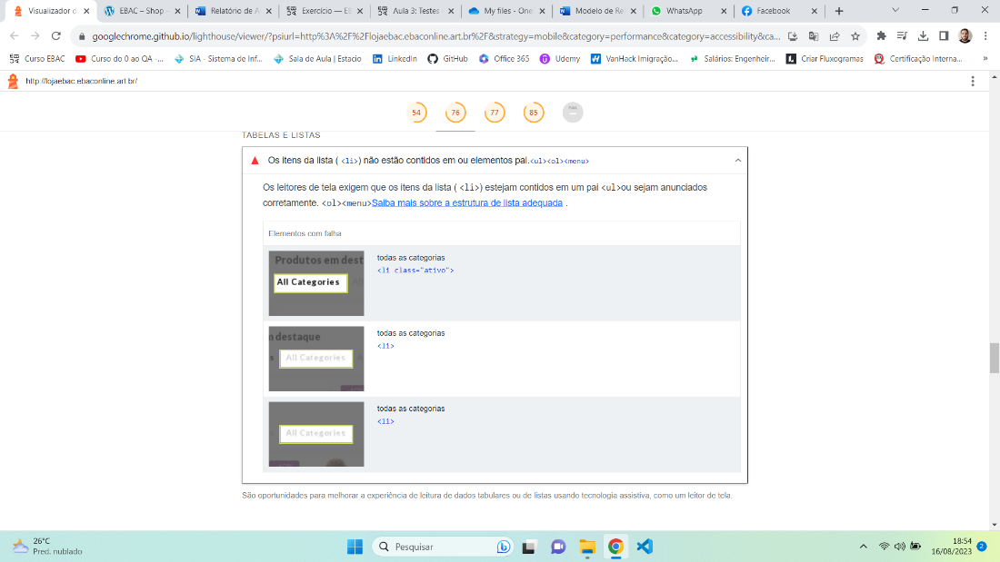 Visualizador d
EBAC – Shop –
Relatório de A
Exercício — EB
Aula 3: Testes
My files - One
Modelo de Re
WhatsApp
Facebook
googlechrome.github.io/lighthouse/viewer/?psiurl=http%3A%2F%2Flojaebac.ebaconline.art.br%2F&strategy=mobile&category=performance&category=accessibility&ca...
Curso EBAC
Curso do 0 ao QA -...
SIA - Sistema de Inf...
Sala de Aula | Estacio
LinkedIn
GitHub
Office 365
Udemy
VanHack Imigração...
Salários: Engenheir...
Criar Fluxogramas
Certificação Interna...
»
http://lojaebac.ebaconline.art.br/
54
76
77
85
TABELAS E LISTAS
Os itens da lista ( <li>) não estão contidos em ou elementos pai.<ul><ol><menu>
Os leitores de tela exigem que os itens da lista ( <li>) estejam contidos em um pai <ul>ou sejam anunciados
corretamente. <ol><menu>Saiba mais sobre a estrutura de lista adequada .
Elementos com falha
Produtos em dest
All Categories
todas as categorias
<li class="ativo">
n destaque
All Categories
todas as categorias
<li>
All Categories
todas as categorias
<li>
São oportunidades para melhorar a experiência de leitura de dados tabulares ou de listas usando tecnologia assistiva, como um leitor de tela.
26°C
Pred. nublado
Pesquisar
18:54
16/08/2023
2